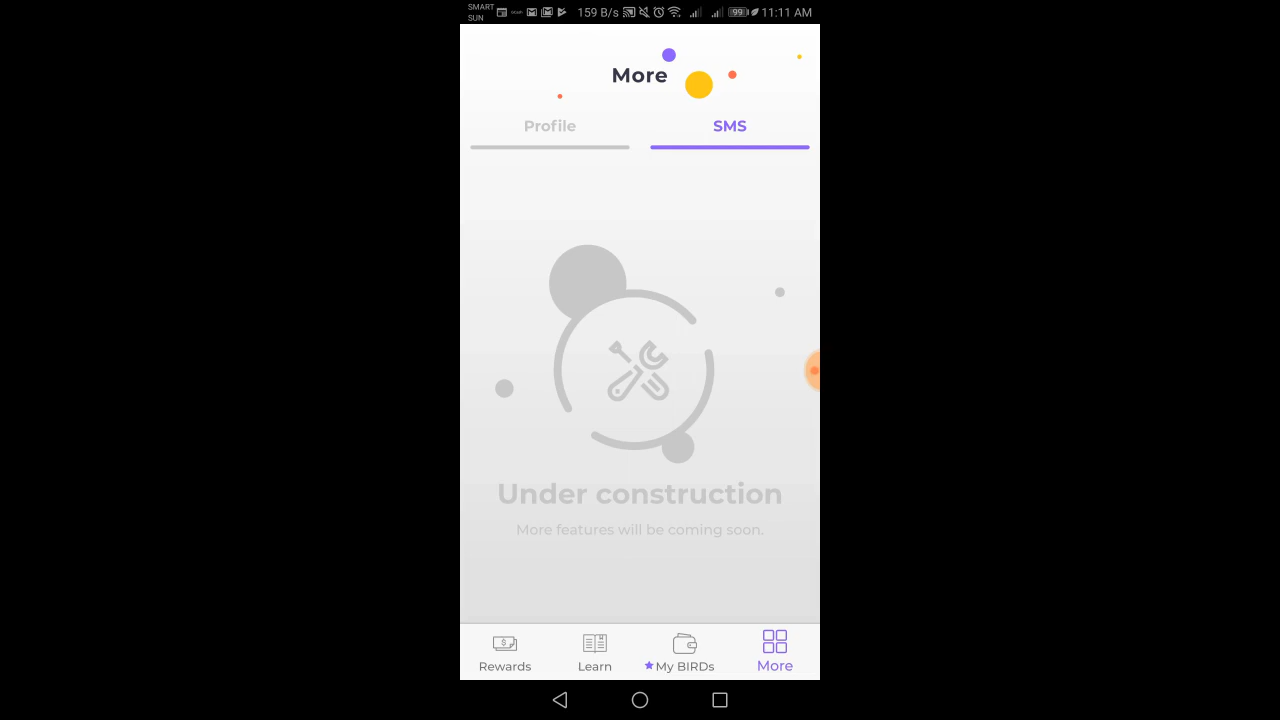 SMART
SUN
159 B/s
99
11:11 AM
More
Profile
SMS
Under construction
More features will be coming soon.
Rewards
Learn
My BIRDs
More